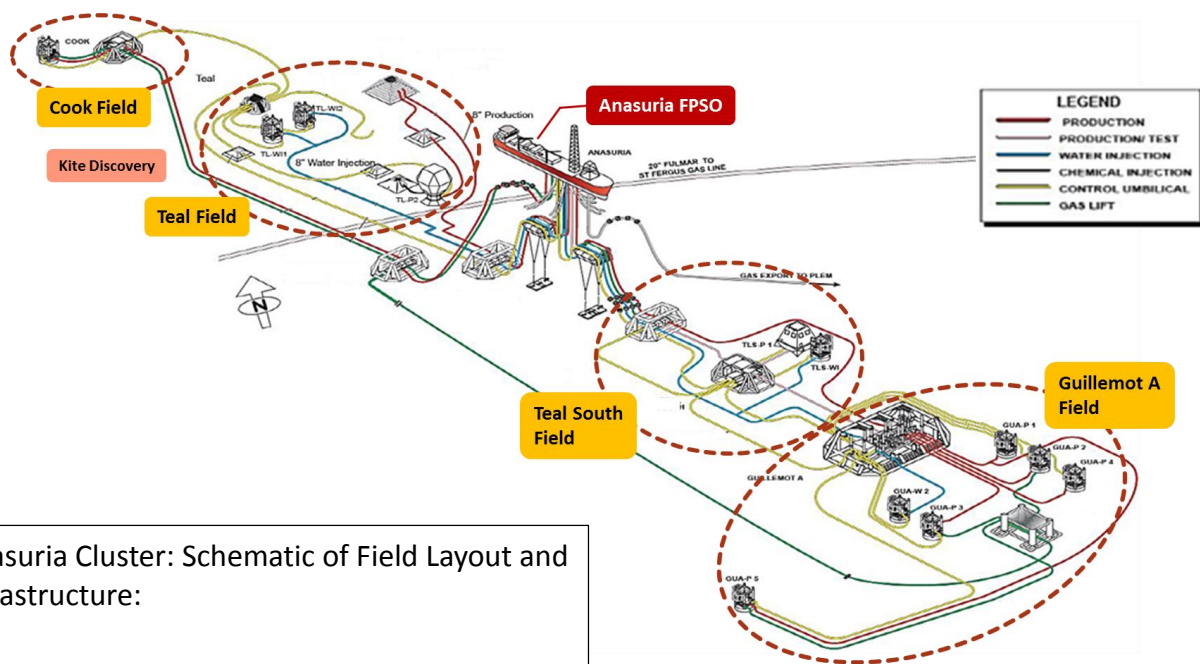 COOK
Cook Field
Kite Discovery
Teal
TL-WI2
TL-WI1
8" Production
8" Water Injection
TL-P2
Teal Field
Anasuria FPSO
ANASURIA
20" FULMAR TO
ST FERGUS GAS LINE
LEGEND
PRODUCTION
PRODUCTION/ TEST
WATER INJECTION
CHEMICAL INJECTION
CONTROL UMBILICAL
GAS LIFT
N
GAS EXPORT TO PLEM
TLS-P 1
TLS-WI
Teal South
Field
Guillemot A
Field
GUILLEMOT A
GUA-P 1
GUA-P 2
GUA-P 4
GUA-W 2
GUA-P 3
GUA-P 5
asuria Cluster: Schematic of Field Layout and
astructure: